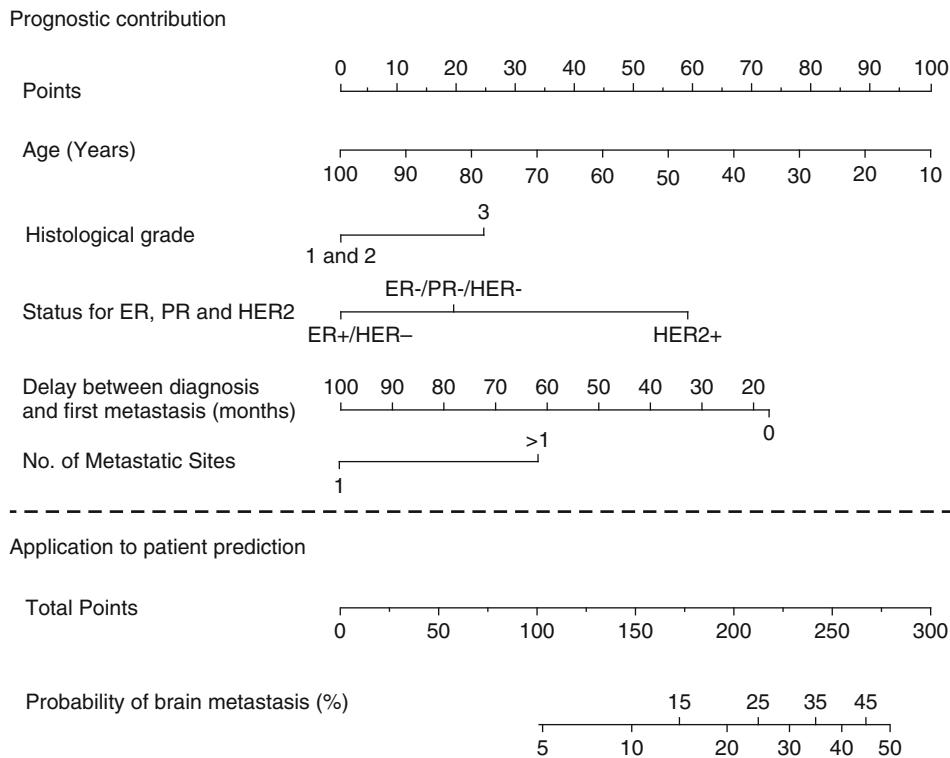 Prognostic contribution
0 10 20 30 40 50 60 70 80 90 100
Points
Age (Years)
100 90 80 70 60 50 40 30 20 10
3
Histological grade
1 and 2
ER-/PR-/HER-
Status for ER, PR and HER2
ER+/HER– HER2+
Delay between diagnosis
and first metastasis (months)
100 90 80 70 60 50 40 30 20
0
>1
No. of Metastatic Sites
1
Application to patient prediction
Total Points
0 50 100 150 200 250 300
Probability of brain metastasis (%)
15 25 35 45
5 10 20 30 40 50